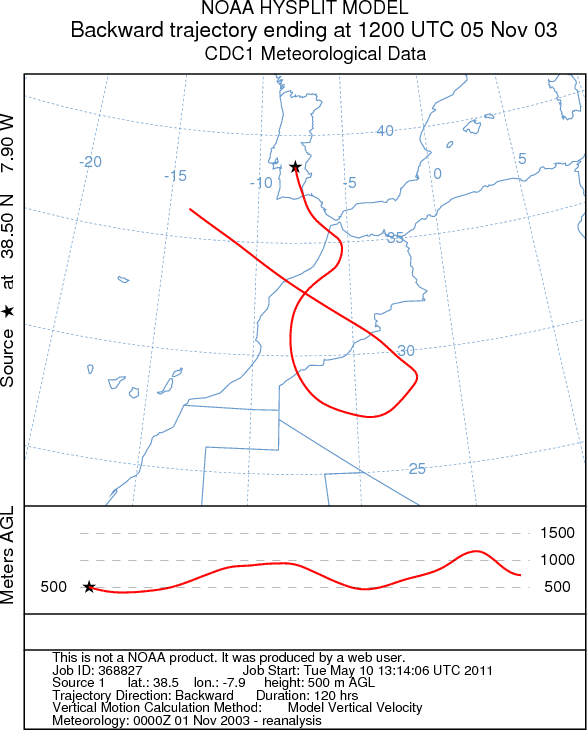 NOAA HYSPLIT MODEL
Backward trajectory ending at 1200 UTC 05 Nov 03
CDC1 Meteorological Data
Source ★ at 38.50 N 7.90 W
40
-20
-15
-10
-5
0
5
35
30
25
Meters AGL
1500
1000
500
500
This is not a NOAA product. It was produced by a web user.
Job ID: 368827 Job Start: Tue May 10 13:14:06 UTC 2011
Source 1 lat.: 38.5 lon.: -7.9 height: 500 m AGL
Trajectory Direction: Backward Duration: 120 hrs
Vertical Motion Calculation Method: Model Vertical Velocity
Meteorology: 0000Z 01 Nov 2003 - reanalysis